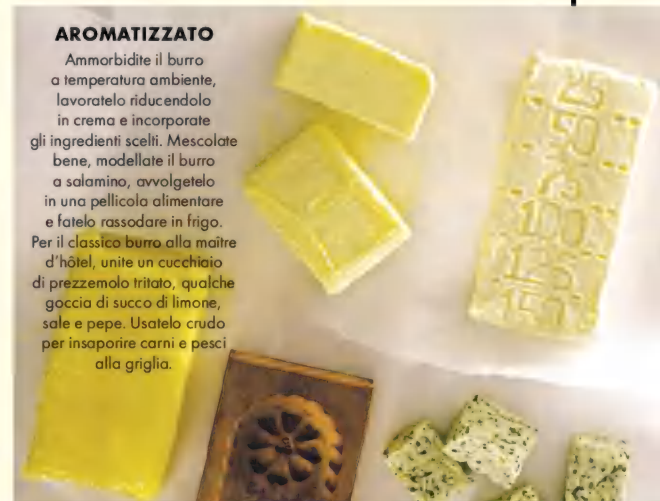 AROMATIZZATO
Ammorbidite il burro
a temperatura ambiente,
lavoratelo riducendolo
in crema e incorporate
gli ingredienti scelti. Mescolate
bene, modellate il burro
a salamino, avvolgetelo
in una pellicola alimentare
e fatelo rassodare in frigo.
Per il classico burro alla maître
d'hôtel, unite un cucchiaio
di prezzemolo tritato, qualche
goccia di succo di limone,
sale e pepe. Usatelo crudo
per insaporire carni e pesci
alla griglia.
25
50
75
100
125
150